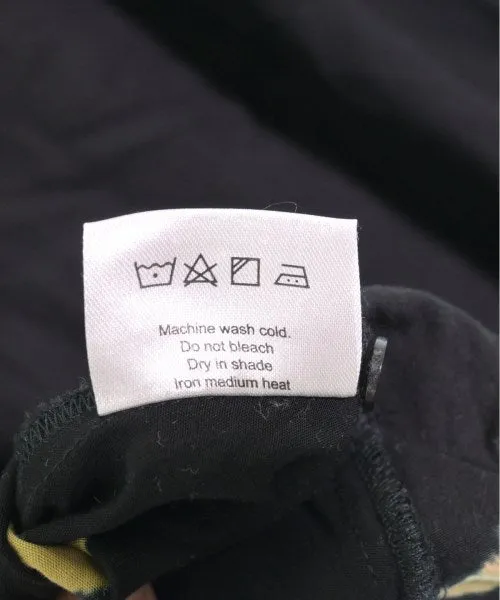 Machine wash cold.
Do not bleach
Dry in shade
Iron medium heat